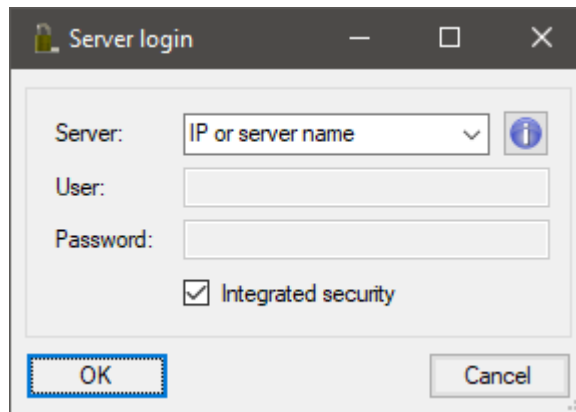 Server login
Server:
IP or server name
User:
Password:
Integrated security
OK
Cancel